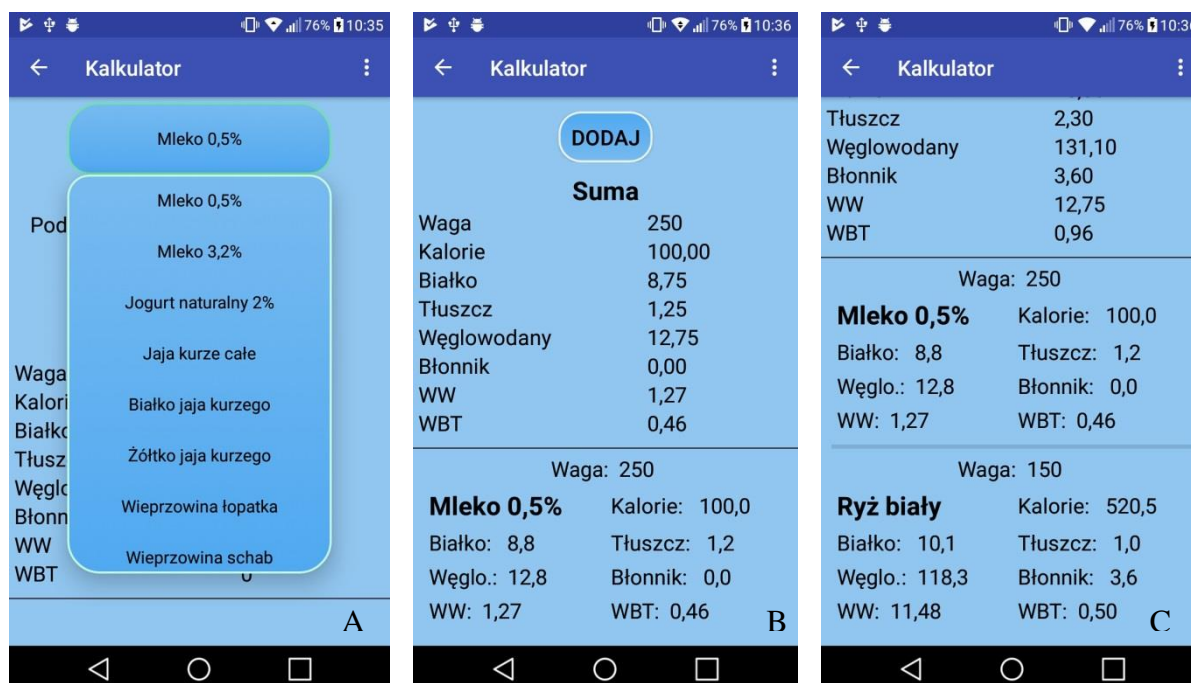 76% 10:35
Kalkulator
Mleko 0,5%
Mleko 0,5%
Pod
Mleko 3,2%
Jogurt naturalny 2%
Jaja kurze całe
Waga
Kalori
Białko jaja kurzego
Białko
Żółtko jaja kurzego
Tłusz
Węglo
Wieprzowina łopatka
Błonn
WW
Wieprzowina schab
WBT 0
A
76% 10:36
Kalkulator
DODAJ
Suma
Waga 250
Kalorie 100,00
Białko 8,75
Tłuszcz 1,25
Węglowodany 12,75
Błonnik 0,00
WW 1,27
WBT 0,46
Waga: 250
Mleko 0,5% Kalorie: 100,0
Białko: 8,8 Tłuszcz: 1,2
Węglo.: 12,8 Błonnik: 0,0
WW: 1,27 WBT: 0,46
B
76% 10:36
Kalkulator
Tłuszcz 2,30
Węglowodany 131,10
Błonnik 3,60
WW 12,75
WBT 0,96
Waga: 250
Mleko 0,5% Kalorie: 100,0
Białko: 8,8 Tłuszcz: 1,2
Węglo.: 12,8 Błonnik: 0,0
WW: 1,27 WBT: 0,46
Waga: 150
Ryż biały Kalorie: 520,5
Białko: 10,1 Tłuszcz: 1,0
Węglo.: 118,3 Błonnik: 3,6
WW: 11,48 WBT: 0,50
C